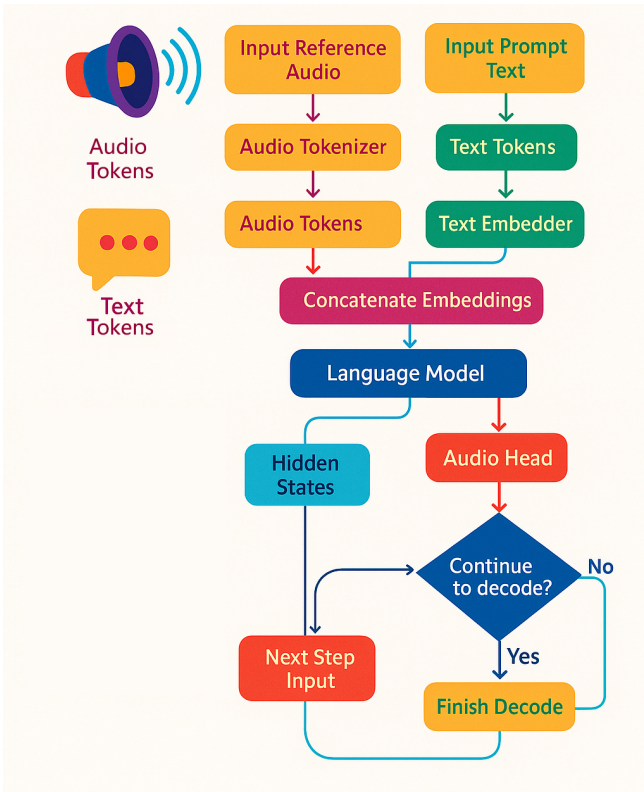 Input Reference
Audio
Input Prompt
Text
Audio
Tokens
Audio Tokenizer
Text Tokens
Audio Tokens
Text Embedder
Text
Tokens
Concatenate Embeddings
Language Model
Hidden
States
Audio Head
Continue
to decode?
No
Yes
Next Step
Input
Finish Decode